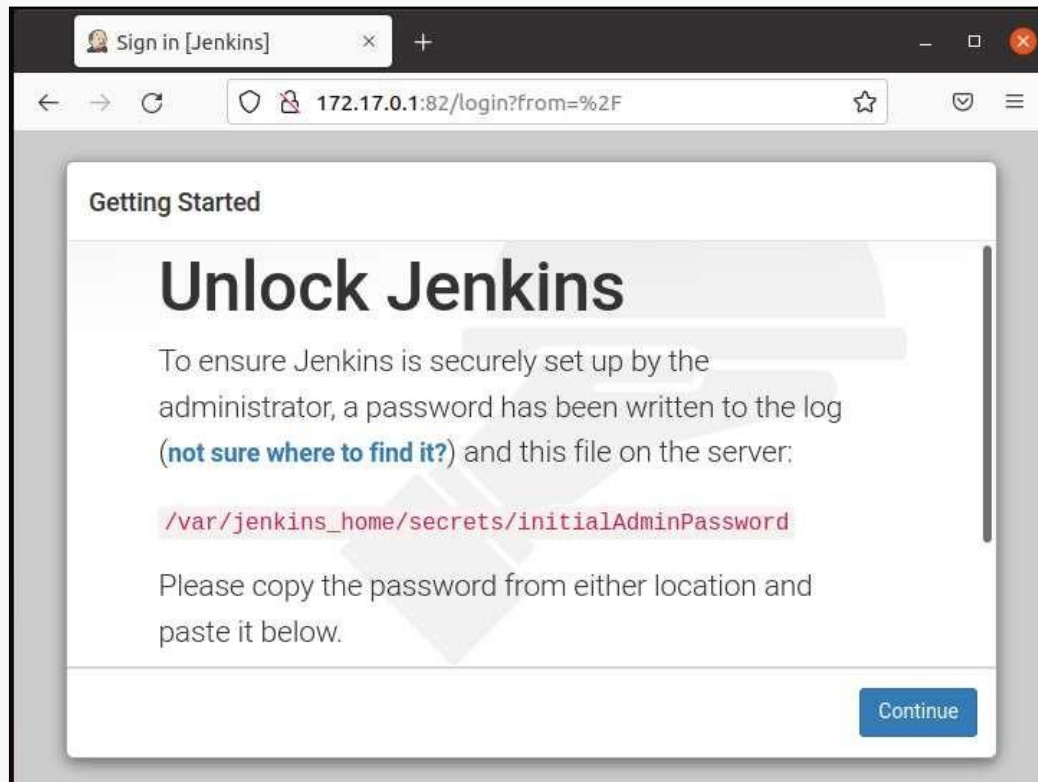 Sign in [Jenkins]
172.17.0.1:82/login?from=%2F
Getting Started
Unlock Jenkins
To ensure Jenkins is securely set up by the
administrator, a password has been written to the log
(not sure where to find it?) and this file on the server:
/var/jenkins_home/secrets/initialAdminPassword
Please copy the password from either location and
paste it below.
Continue